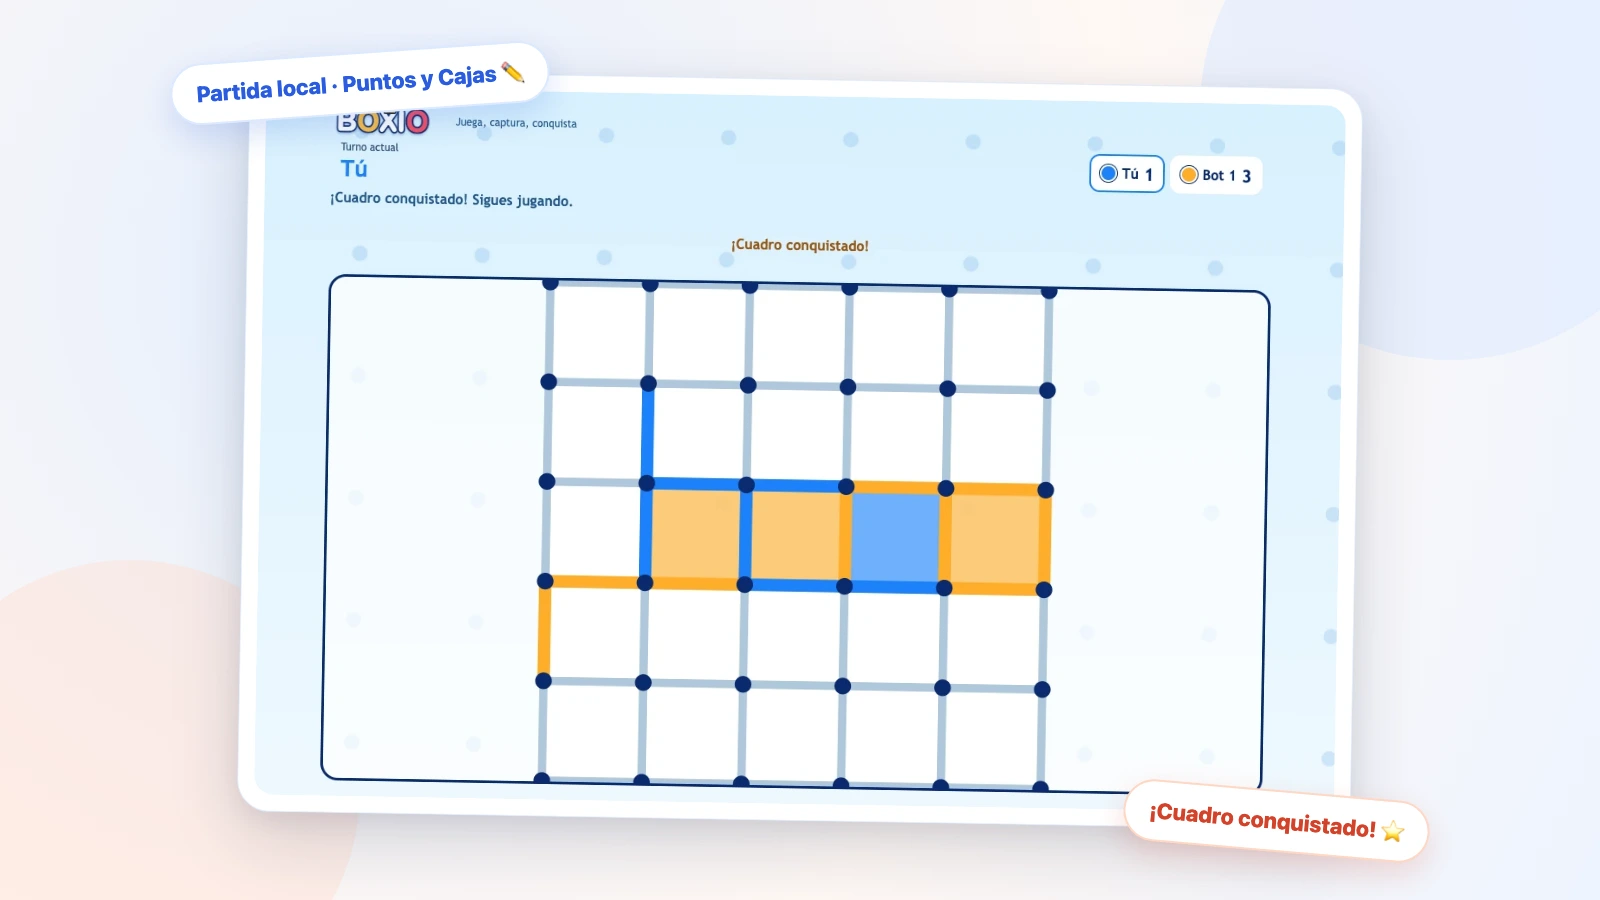 Partida local · Puntos y Cajas ✏️
BOXIO
Juega, captura, conquista
Turno actual
Tú
¡Cuadro conquistado! Sigues jugando.
Tú 1
Bot 1 3
¡Cuadro conquistado!
¡Cuadro conquistado! ⭐